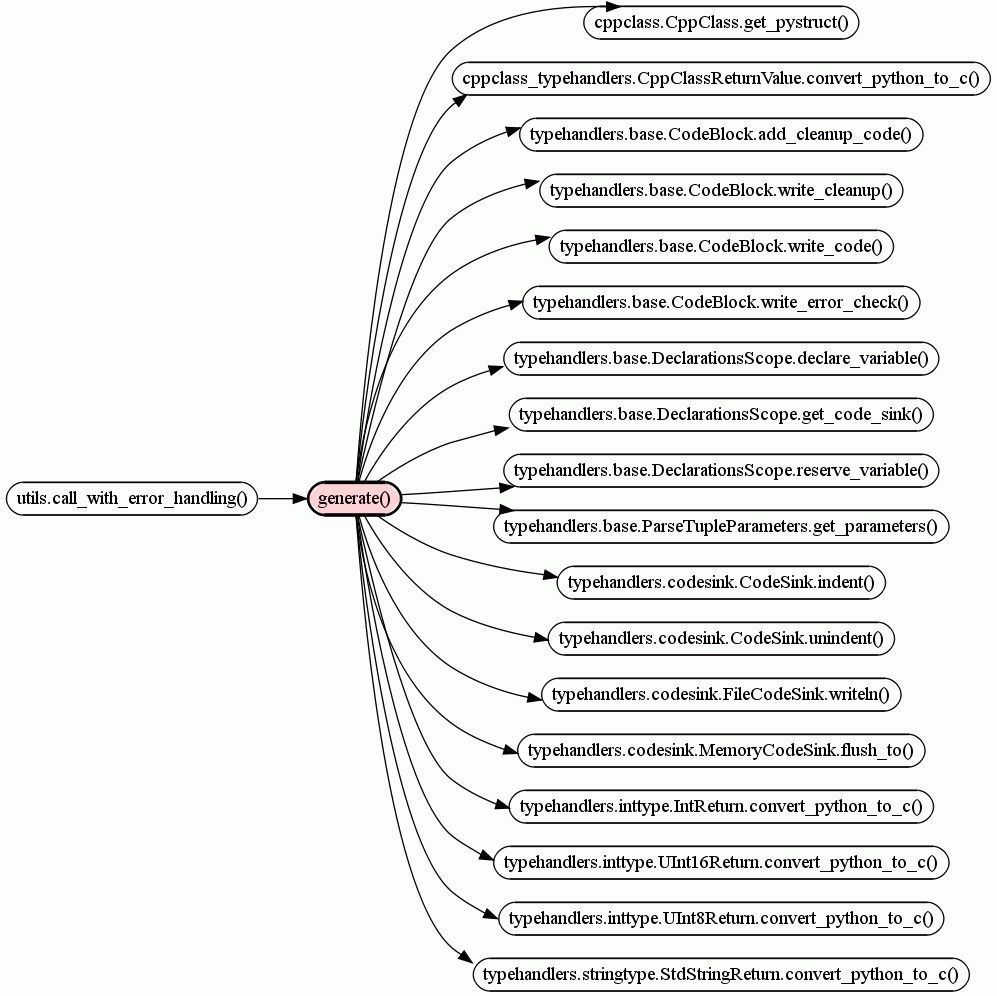 cppclass.CppClass.get_pystruct()
cppclass_typehandlers.CppClassReturnValue.convert_python_to_c()
typehandlers.base.CodeBlock.add_cleanup_code()
typehandlers.base.CodeBlock.write_cleanup()
typehandlers.base.CodeBlock.write_code()
typehandlers.base.CodeBlock.write_error_check()
typehandlers.base.DeclarationsScope.declare_variable()
typehandlers.base.DeclarationsScope.get_code_sink()
typehandlers.base.DeclarationsScope.reserve_variable()
utils.call_with_error_handling()
generate()
typehandlers.base.ParseTupleParameters.get_parameters()
typehandlers.codesink.CodeSink.indent()
typehandlers.codesink.CodeSink.unindent()
typehandlers.codesink.FileCodeSink.writeln()
typehandlers.codesink.MemoryCodeSink.flush_to()
typehandlers.inttype.IntReturn.convert_python_to_c()
typehandlers.inttype.UInt16Return.convert_python_to_c()
typehandlers.inttype.UInt8Return.convert_python_to_c()
typehandlers.stringtype.StdStringReturn.convert_python_to_c()